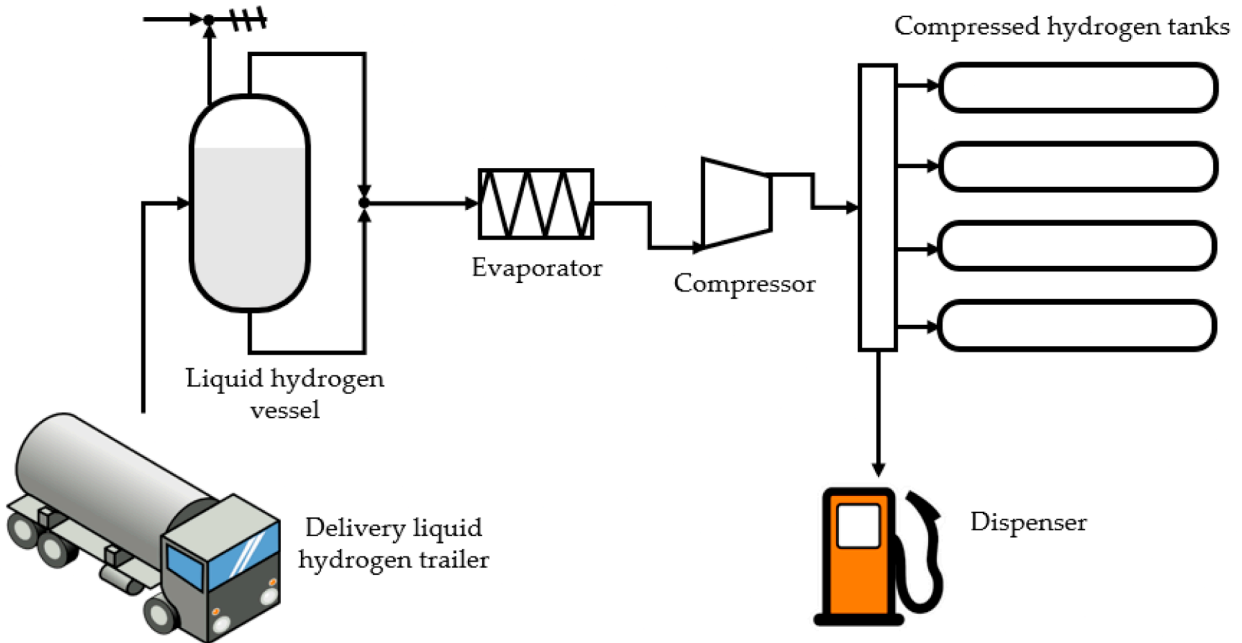 Compressed hydrogen tanks
Evaporator
Compressor
Liquid hydrogen
vessel
Delivery liquid
hydrogen trailer
Dispenser